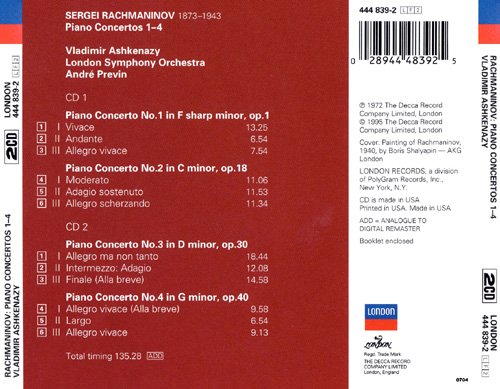 RACHMANINOV: PIANO CONCERTOS 1–4
VLADIMIR ASHKENAZY
2CD
LONDON
444 839-2 LF2
SERGEI RACHMANINOV 1873–1943
Piano Concertos 1–4
Vladimir Ashkenazy
London Symphony Orchestra
André Previn
CD 1
Piano Concerto No.1 in F sharp minor, op.1
1 I Vivace 13.25
2 II Andante 6.54
3 III Allegro vivace 7.54
Piano Concerto No.2 in C minor, op.18
4 I Moderato 11.06
5 II Adagio sostenuto 11.53
6 III Allegro scherzando 11.34
CD 2
Piano Concerto No.3 in D minor, op.30
1 I Allegro ma non tanto 18.44
2 II Intermezzo: Adagio 12.08
3 III Finale (Alla breve) 14.58
Piano Concerto No.4 in G minor, op.40
4 I Allegro vivace (Alla breve) 9.58
5 II Largo 6.54
6 III Allegro vivace 9.13
Total timing 135.28 ADD
444 839-2 LF2
0 28944 48392 5
℗ 1972 The Decca Record
Company Limited, London
© 1995 The Decca Record
Company Limited, London
Cover: Painting of Rachmaninov,
1940, by Boris Shalyapin — AKG
London
LONDON RECORDS, a division
of PolyGram Records, Inc.,
New York, N.Y.
CD is made in USA
Printed in USA. Made in USA
ADD = ANALOGUE TO
DIGITAL REMASTER
Booklet enclosed
LONDON
London
Regd. Trade Mark
THE DECCA RECORD
COMPANY LIMITED
London, England
0704
RACHMANINOV: PIANO CONCERTOS 1–4
VLADIMIR ASHKENAZY
2CD
LONDON
444 839-2 LF2